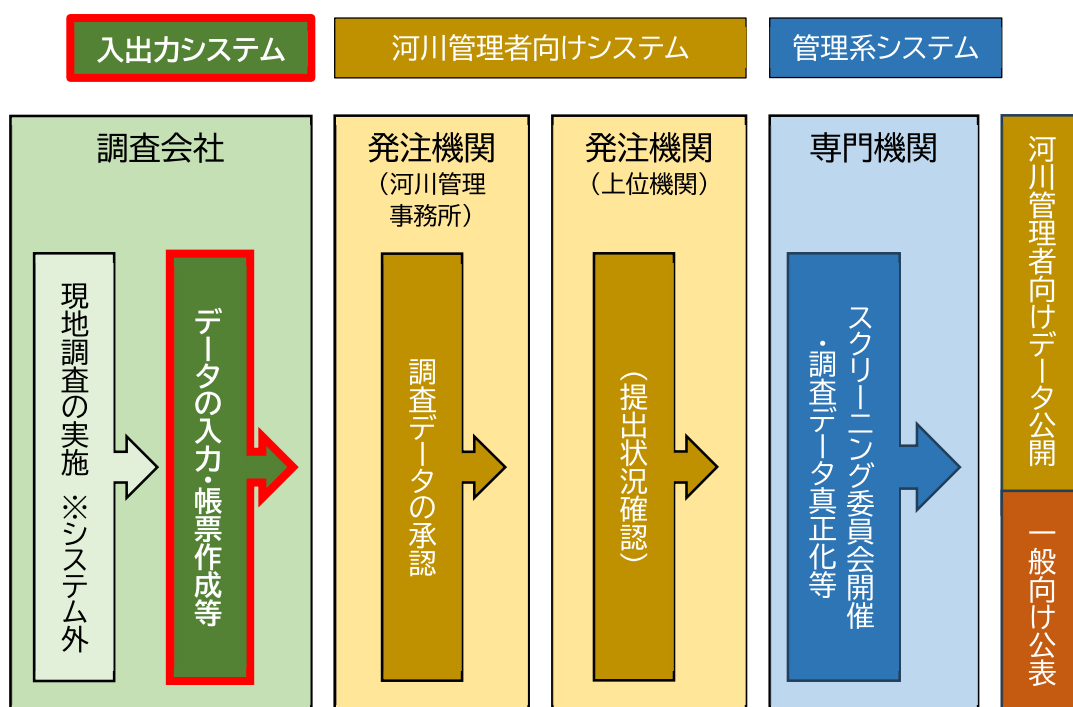 入出力システム
河川管理者向けシステム
管理系システム
調査会社
現地調査の実施 ※システム外
データの入力・帳票作成等
発注機関
（河川管理
事務所）
調査データの承認
発注機関
（上位機関）
（提出状況確認）
専門機関
スクリーニング委員会開催
・調査データ真正化等
河川管理者向けデータ公開
一般向け公表